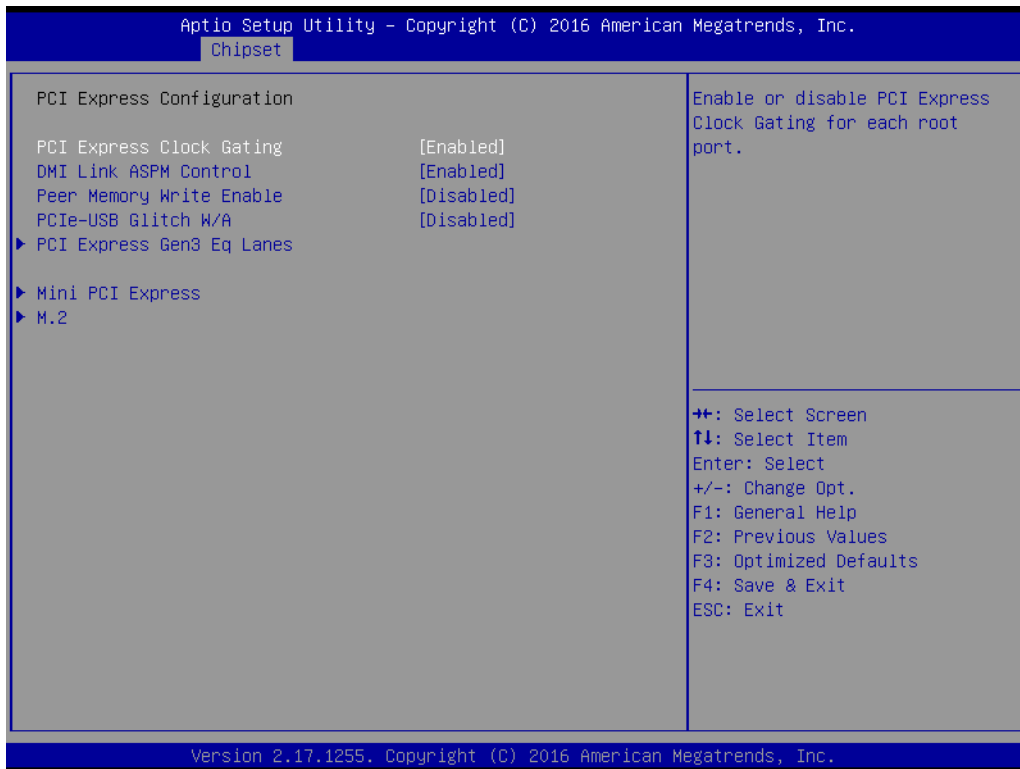 Aptio Setup Utility – Copyright (C) 2016 American Megatrends, Inc.
Chipset
PCI Express Configuration
PCI Express Clock Gating [Enabled]
DMI Link ASPM Control [Enabled]
Peer Memory Write Enable [Disabled]
PCIe-USB Glitch W/A [Disabled]
PCI Express Gen3 Eq Lanes
Mini PCI Express
M.2
Enable or disable PCI Express
Clock Gating for each root
port.
→←: Select Screen
↑↓: Select Item
Enter: Select
+/-: Change Opt.
F1: General Help
F2: Previous Values
F3: Optimized Defaults
F4: Save & Exit
ESC: Exit
Version 2.17.1255. Copyright (C) 2016 American Megatrends, Inc.